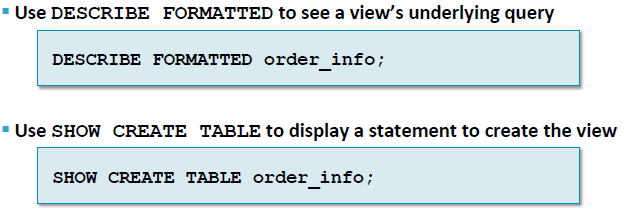 ▪ Use DESCRIBE FORMATTED to see a view’s underlying query
DESCRIBE FORMATTED order_info;
▪ Use SHOW CREATE TABLE to display a statement to create the view
SHOW CREATE TABLE order_info;